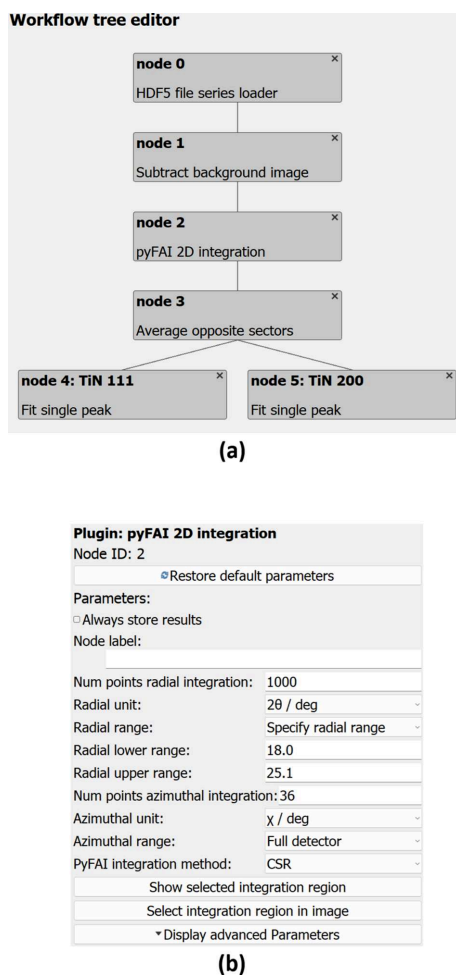 Workflow tree editor
node 0 ×
HDF5 file series loader
node 1 ×
Subtract background image
node 2 ×
pyFAI 2D integration
node 3 ×
Average opposite sectors
node 4: TiN 111 × node 5: TiN 200 ×
Fit single peak Fit single peak
(a)
Plugin: pyFAI 2D integration
Node ID: 2
Restore default parameters
Parameters:
Always store results
Node label:
Num points radial integration: 1000
Radial unit: 2θ / deg
Radial range: Specify radial range
Radial lower range: 18.0
Radial upper range: 25.1
Num points azimuthal integration: 36
Azimuthal unit: χ / deg
Azimuthal range: Full detector
PyFAI integration method: CSR
Show selected integration region
Select integration region in image
Display advanced Parameters
(b)